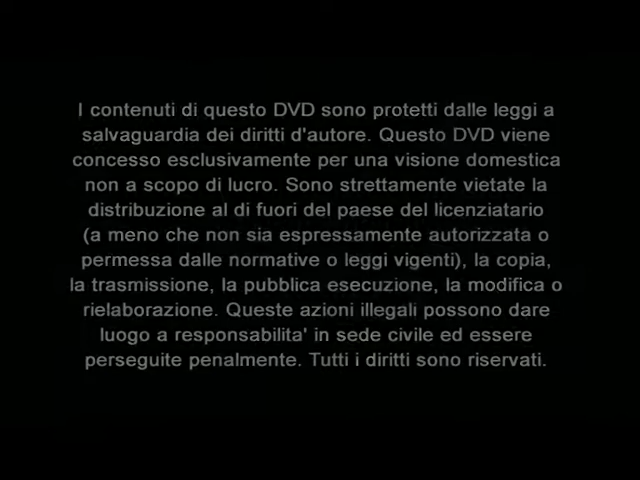 I contenuti di questo DVD sono protetti dalle leggi a
salvaguardia dei diritti d'autore. Questo DVD viene
concesso esclusivamente per una visione domestica
non a scopo di lucro. Sono strettamente vietate la
distribuzione al di fuori del paese del licenziatario
(a meno che non sia espressamente autorizzata o
permessa dalle normative o leggi vigenti), la copia,
la trasmissione, la pubblica esecuzione, la modifica o
rielaborazione. Queste azioni illegali possono dare
luogo a responsabilita' in sede civile ed essere
perseguite penalmente. Tutti i diritti sono riservati.